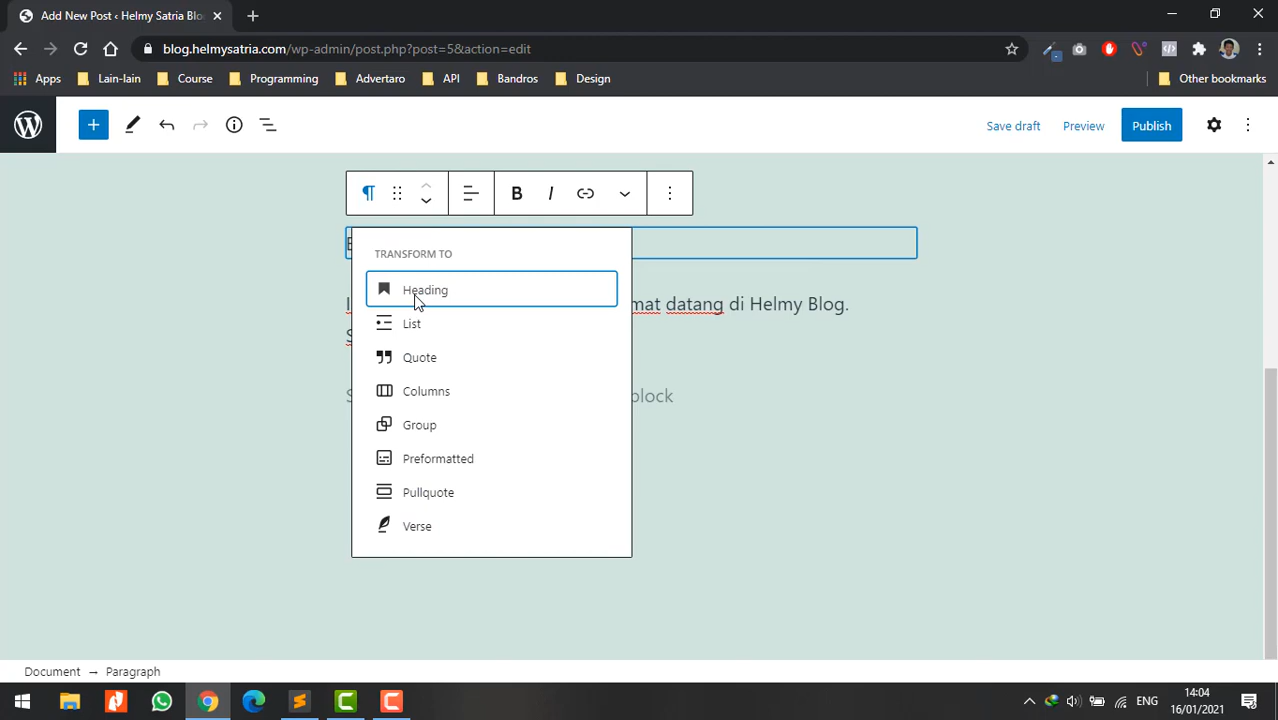 Add New Post ‹ Helmy Satria Blo
blog.helmysatria.com/wp-admin/post.php?post=5&action=edit
Apps Lain-lain Course Programming Advertaro API Bandros Design Other bookmarks
Save draft Preview Publish
B I
TRANSFORM TO
Heading
mat datang di Helmy Blog.
List
Quote
Columns
block
Group
Preformatted
Pullquote
Verse
Document → Paragraph
ENG
14:04
16/01/2021